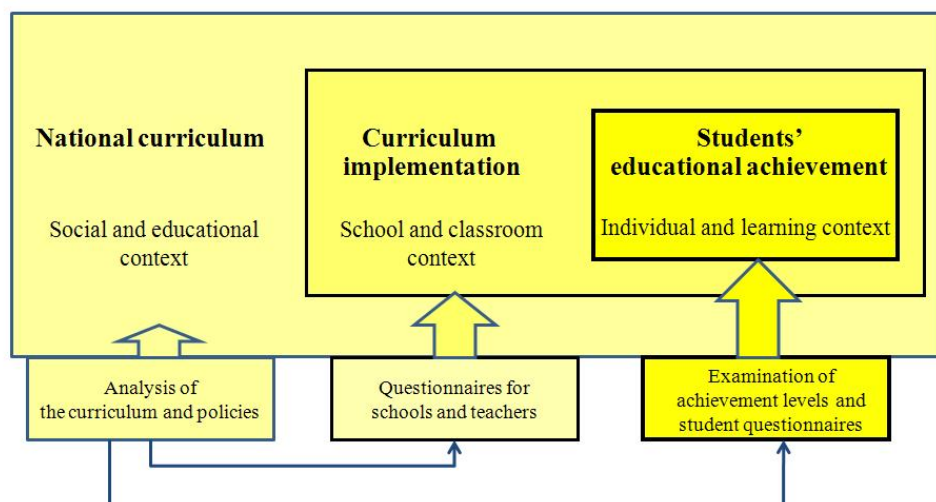 National curriculum
Social and educational
context
Curriculum
implementation
School and classroom
context
Students’
educational achievement
Individual and learning context
Analysis of
the curriculum and policies
Questionnaires for
schools and teachers
Examination of
achievement levels and
student questionnaires